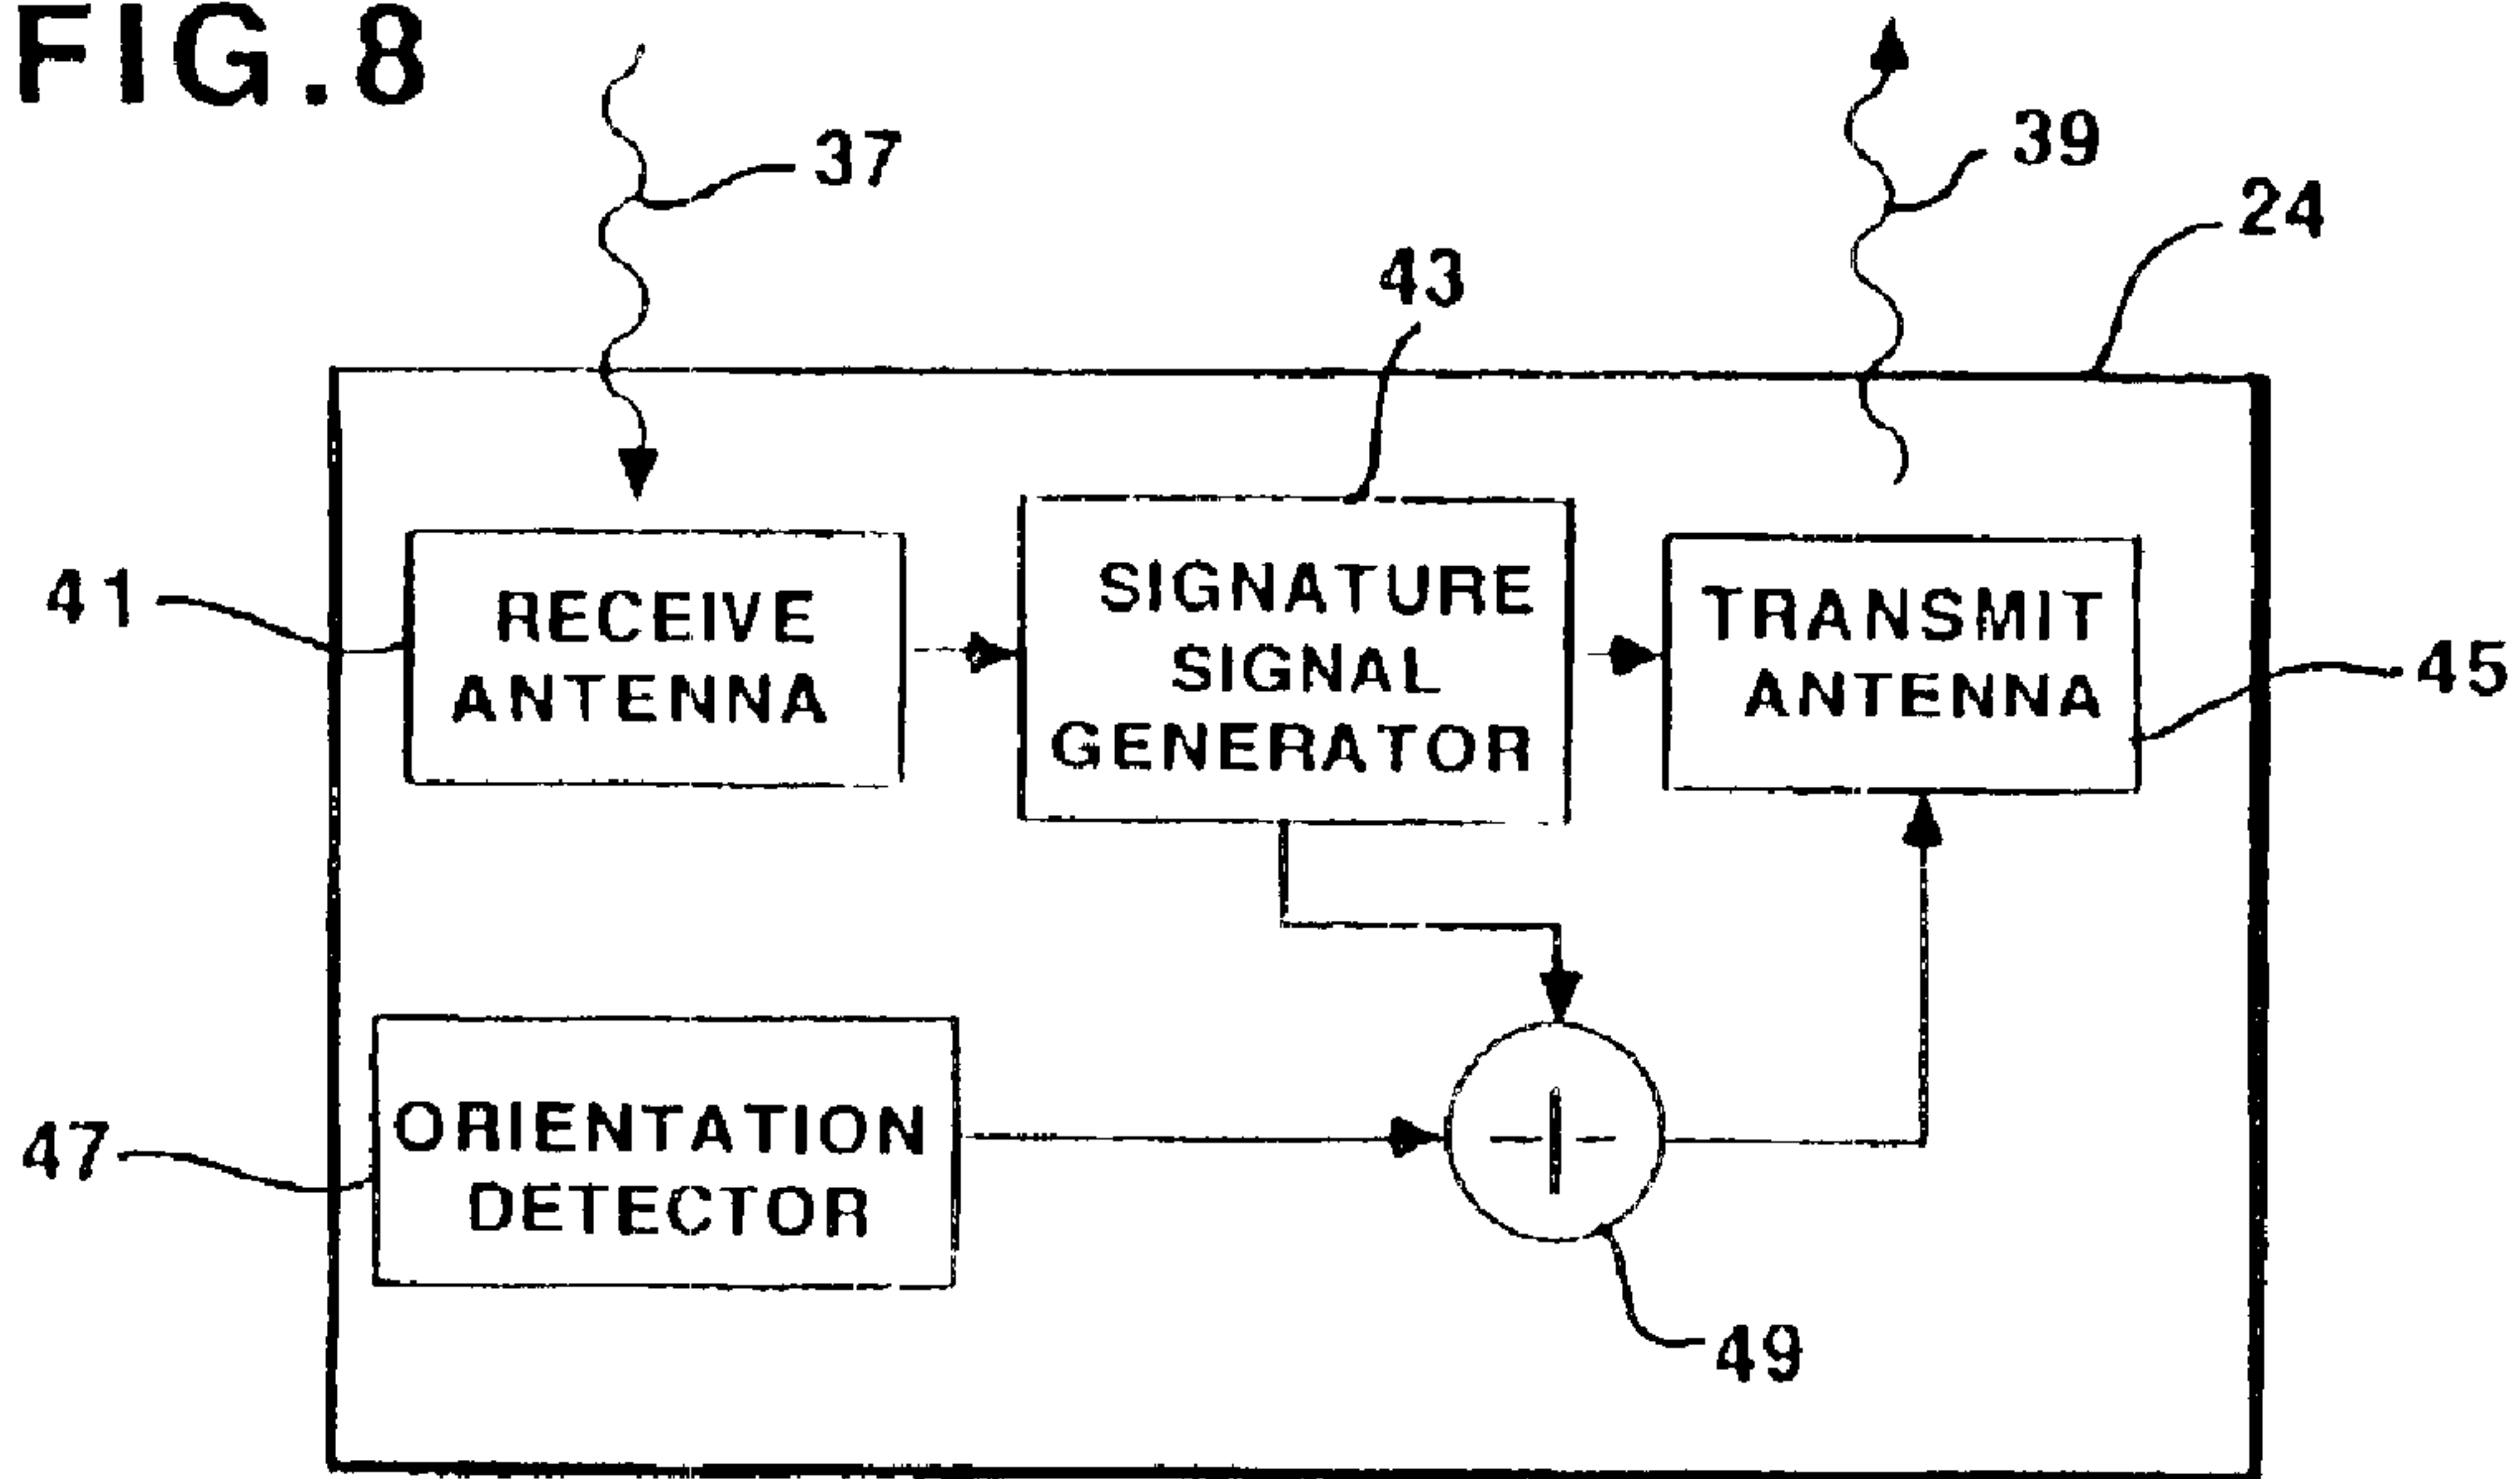 FIG.8
37
39
24
43
41
RECEIVE
ANTENNA
SIGNATURE
SIGNAL
GENERATOR
TRANSMIT
ANTENNA
45
47
ORIENTATION
DETECTOR
+
49